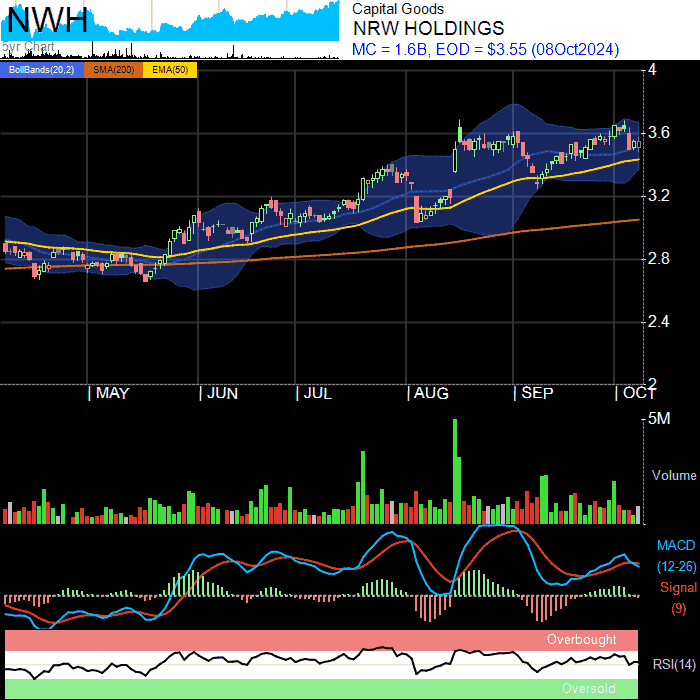 NWH
5yr Chart
Capital Goods
NRW HOLDINGS
MC = 1.6B, EOD = $3.55 (08Oct2024)
BollBands(20,2) SMA(200) EMA(50)
4
3.6
3.2
2.8
2.4
2
| MAY | JUN | JUL | AUG | SEP | OCT
5M
Volume
MACD
(12-26)
Signal
(9)
Overbought
RSI(14)
Oversold